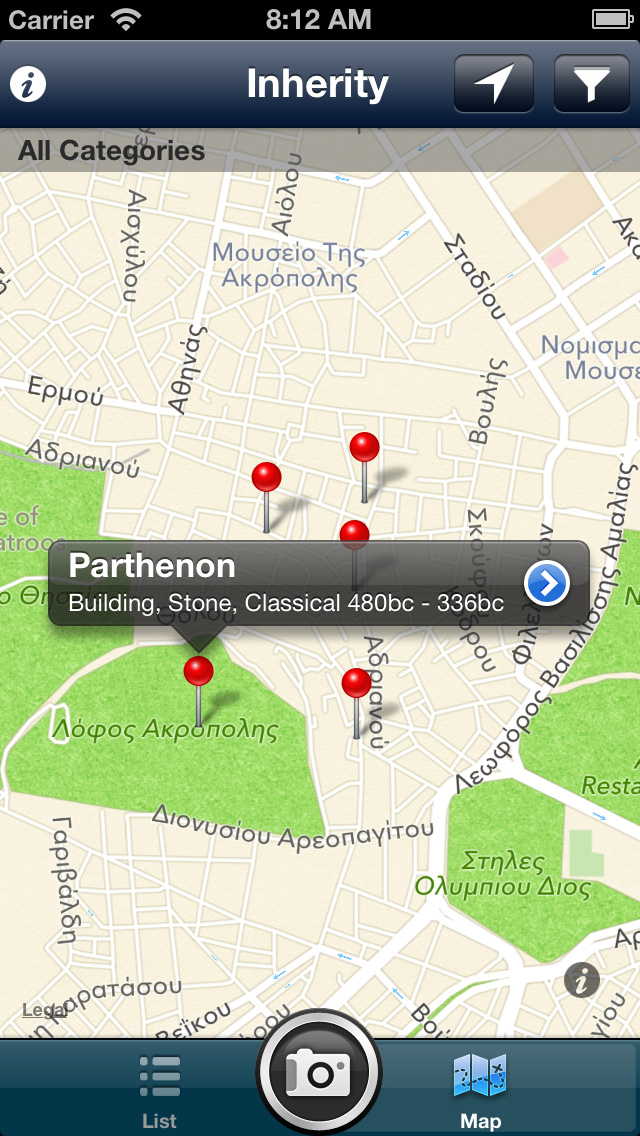 Carrier 8:12 AM
Inherity
All Categories
Αισχύλου
Αιόλου
Μουσείο Της
Ακρόπολης
Σταδίου
Αθηνάς
Νομισμα
Μουσε
Ερμού
Βουλής
Αδριανού
e of
atroos
Parthenon
Building, Stone, Classical 480bc - 336bc
Λεωφόρος Βασιλίσσης Αμαλίας
Αδριανού
Λόφος Ακρόπολης
Resta
Διονυσίου Αρεοπαγίτου
Γαριβάλδη
Στηλες
Ολυμπιου Διος
Αρ
Legal
Καρατάσου
Βεΐκου
List
Map